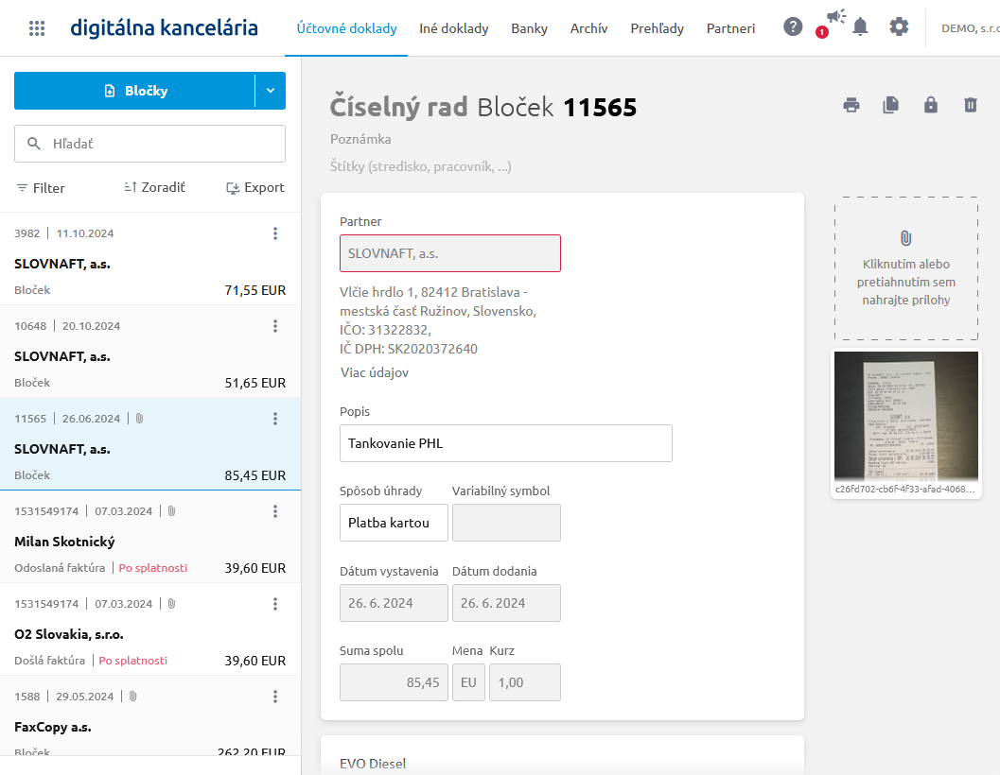 digitálna kancelária
Účtovné doklady
Iné doklady
Banky
Archív
Prehľady
Partneri
1
DEMO, s.r.o
Bločky
Hľadať
Filter
Zoradiť
Export
3982 | 11.10.2024
SLOVNAFT, a.s.
Bloček
71,55 EUR
10648 | 20.10.2024
SLOVNAFT, a.s.
Bloček
51,65 EUR
11565 | 26.06.2024
SLOVNAFT, a.s.
Bloček
85,45 EUR
1531549174 | 07.03.2024
Milan Skotnický
Odoslaná faktúra | Po splatnosti
39,60 EUR
1531549174 | 07.03.2024
O2 Slovakia, s.r.o.
Došlá faktúra | Po splatnosti
39,60 EUR
1588 | 29.05.2024
FaxCopy a.s.
Bloček
262,20 EUR
Číselný rad Bloček 11565
Poznámka
Štítky (stredisko, pracovník, ...)
Partner
SLOVNAFT, a.s.
Vlčie hrdlo 1, 82412 Bratislava -
mestská časť Ružinov, Slovensko,
IČO: 31322832,
IČ DPH: SK2020372640
Viac údajov
Popis
Tankovanie PHL
Spôsob úhrady
Variabilný symbol
Platba kartou
Dátum vystavenia
Dátum dodania
26. 6. 2024
26. 6. 2024
Suma spolu
Mena
Kurz
85,45
EU
1,00
EVO Diesel
Kliknutím alebo
pretiahnutím sem
nahrajte prílohy
c26fd702-cb6f-4f33-afad-4068...